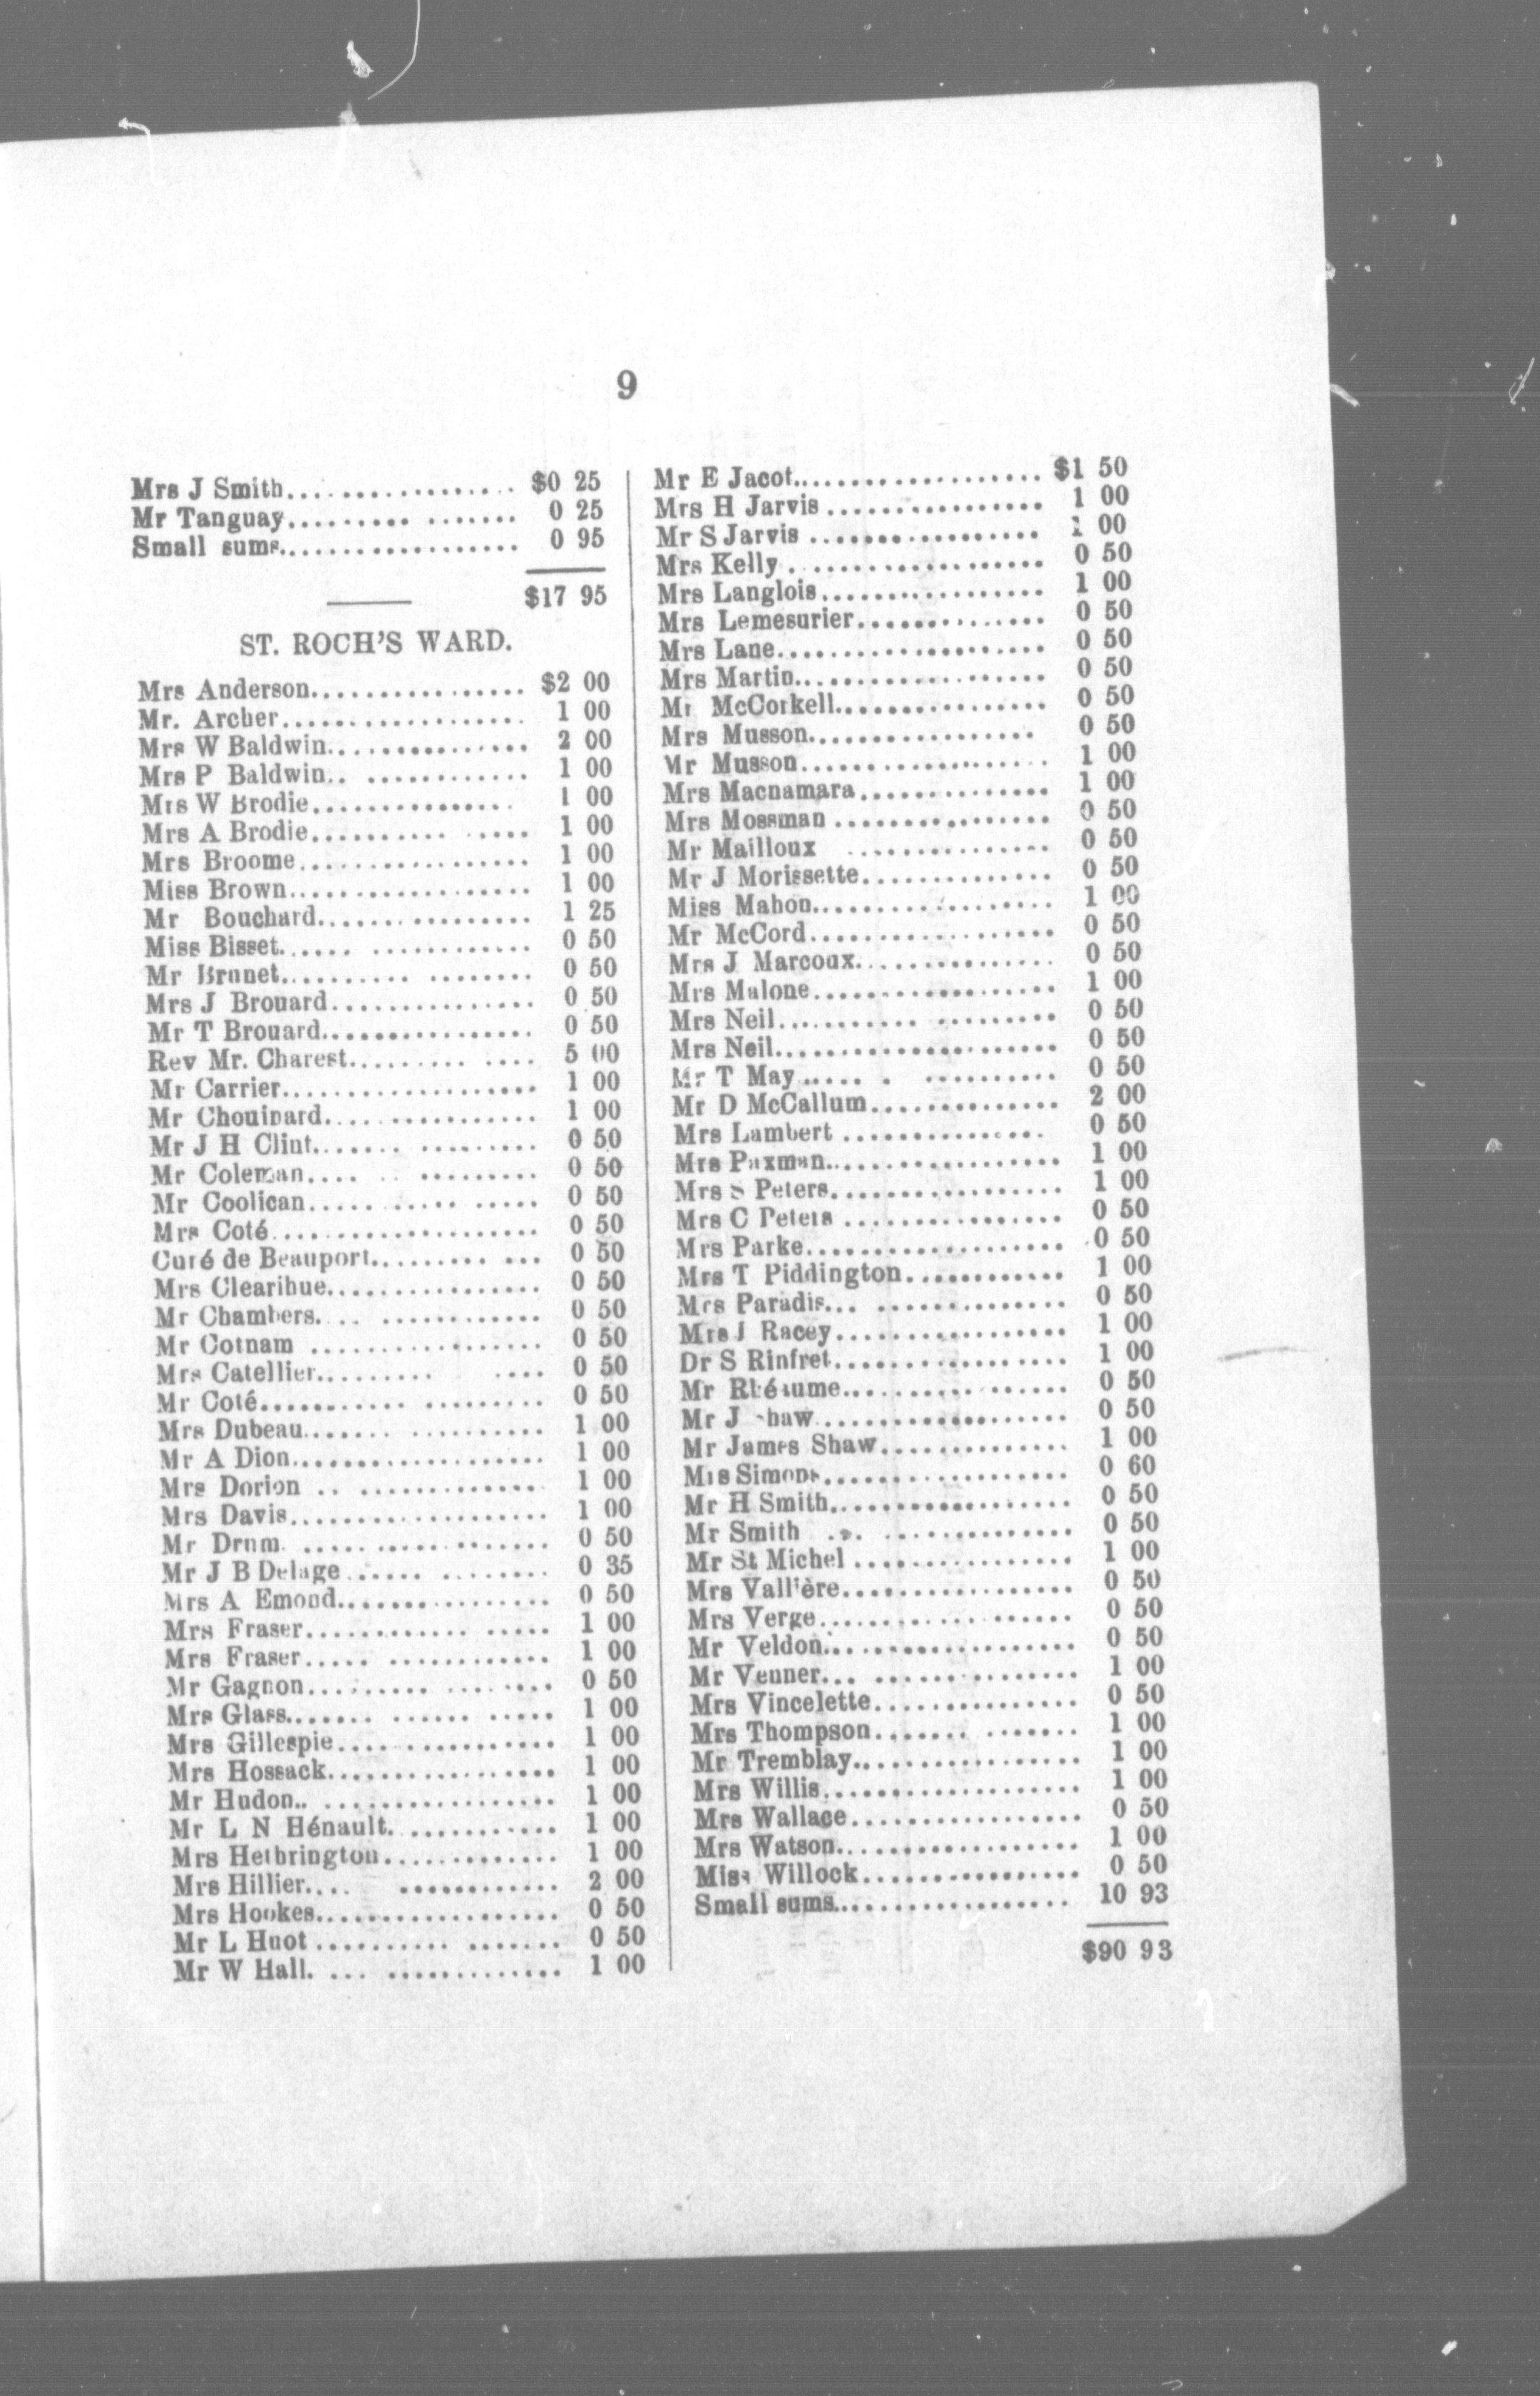 9
Mrs J Smith.................. $0 25
Mr Tanguay......... ....... 0 25
Small sums.................... 0 95
$17 95
ST. ROCH'S WARD.
Mrs Anderson................ $2 00
Mr. Archer.................. 1 00
Mrs W Baldwin............... 2 00
Mrs P Baldwin.. ............ 1 00
Mrs W Brodie............... 1 00
Mrs A Brodie.......... ..... 1 00
Mrs Broome.................. 1 00
Miss Brown................... 1 00
Mr Bouchard....... ......... 1 25
Miss Bisset...... ............ 0 50
Mr Brunet.......... ........ 0 50
Mrs J Brouard............... 0 50
Mr T Brouard................ 0 50
Rev Mr. Charest......... .... 5 00
Mr Carrier................... 1 00
Mr Chouinard................ 1 00
Mr J H Clint....... ......... 0 50
Mr Coleman.... .. ......... 0 50
Mr Coolican..... ..... ..... 0 50
Mrs Coté.................... 0 50
Curé de Beauport......... ... 0 50
Mrs Clearihue................ 0 50
Mr Chambers.... ............ 0 50
Mr Cotnam .................. 0 50
Mrs Catellier......... .... 0 50
Mr Coté........... ......... 0 50
Mrs Dubeau....... .......... 1 00
Mr A Dion................... 1 00
Mrs Dorion .. .............. 1 00
Mrs Davis................... 1 00
Mr Drum. ..... ..... ....... 0 50
Mr J B Delage...... ........ 0 35
Mrs A Emond................ 0 50
Mrs Fraser............ ..... 1 00
Mrs Fraser..... ............ 1 00
Mr Gagnon.......... ........ 0 50
Mrs Glass....... ...... ..... 1 00
Mrs Gillespie................ 1 00
Mrs Hossack................. 1 00
Mr Hudon.. ................. 1 00
Mr L N Hénault............. 1 00
Mrs Hethrington............. 1 00
Mrs Hillier.... ............ 2 00
Mrs Hookes.................. 0 50
Mr L Huot .......... ....... 0 50
Mr W Hall. ... ............. 1 00
Mr E Jacot.................... $1 50
Mrs H Jarvis ................ 1 00
Mr S Jarvis ................. 1 00
Mrs Kelly . ................. 0 50
Mrs Langlois................. 1 00
Mrs Lemesurier.............. 0 50
Mrs Lane.................... 0 50
Mrs Martin.................. 0 50
Mr McCorkell................ 0 50
Mrs Musson................. 0 50
Mr Musson................... 1 00
Mrs Macnamara.............. 1 00
Mrs Mossman ................ 0 50
Mr Mailloux ............... 0 50
Mr J Morissette.............. 0 50
Miss Mahon.................. 1 00
Mr McCord.................. 0 50
Mrs J Marcoux............... 0 50
Mrs Malone.................. 1 00
Mrs Neil........... ......... 0 50
Mrs Neil..................... 0 50
Mr T May..... . .......... 0 50
Mr D McCallum.............. 2 00
Mrs Lambert ............... 0 50
Mrs Paxman.................. 1 00
Mrs S Peters................. 1 00
Mrs C Peters ................ 0 50
Mrs Parke................... 0 50
Mrs T Piddington............ 1 00
Mrs Paradis... .............. 0 50
Mrs J Racey................. 1 00
Dr S Rinfret.................. 1 00
Mr Rhéaume................ 0 50
Mr J Shaw.................. 0 50
Mr James Shaw.............. 1 00
Mrs Simons.................. 0 60
Mr H Smith.................. 0 50
Mr Smith ... .............. 0 50
Mr St Michel ................ 1 00
Mrs Vallière................. 0 50
Mrs Verge................... 0 50
Mr Veldon................... 0 50
Mr Venner... ............... 1 00
Mrs Vincelette............... 0 50
Mrs Thompson....... ....... 1 00
Mr Tremblay................. 1 00
Mrs Willis................... 1 00
Mrs Wallace................. 0 50
Mrs Watson.................. 1 00
Miss Willock................ 0 50
Small sums.................. 10 93
$90 93